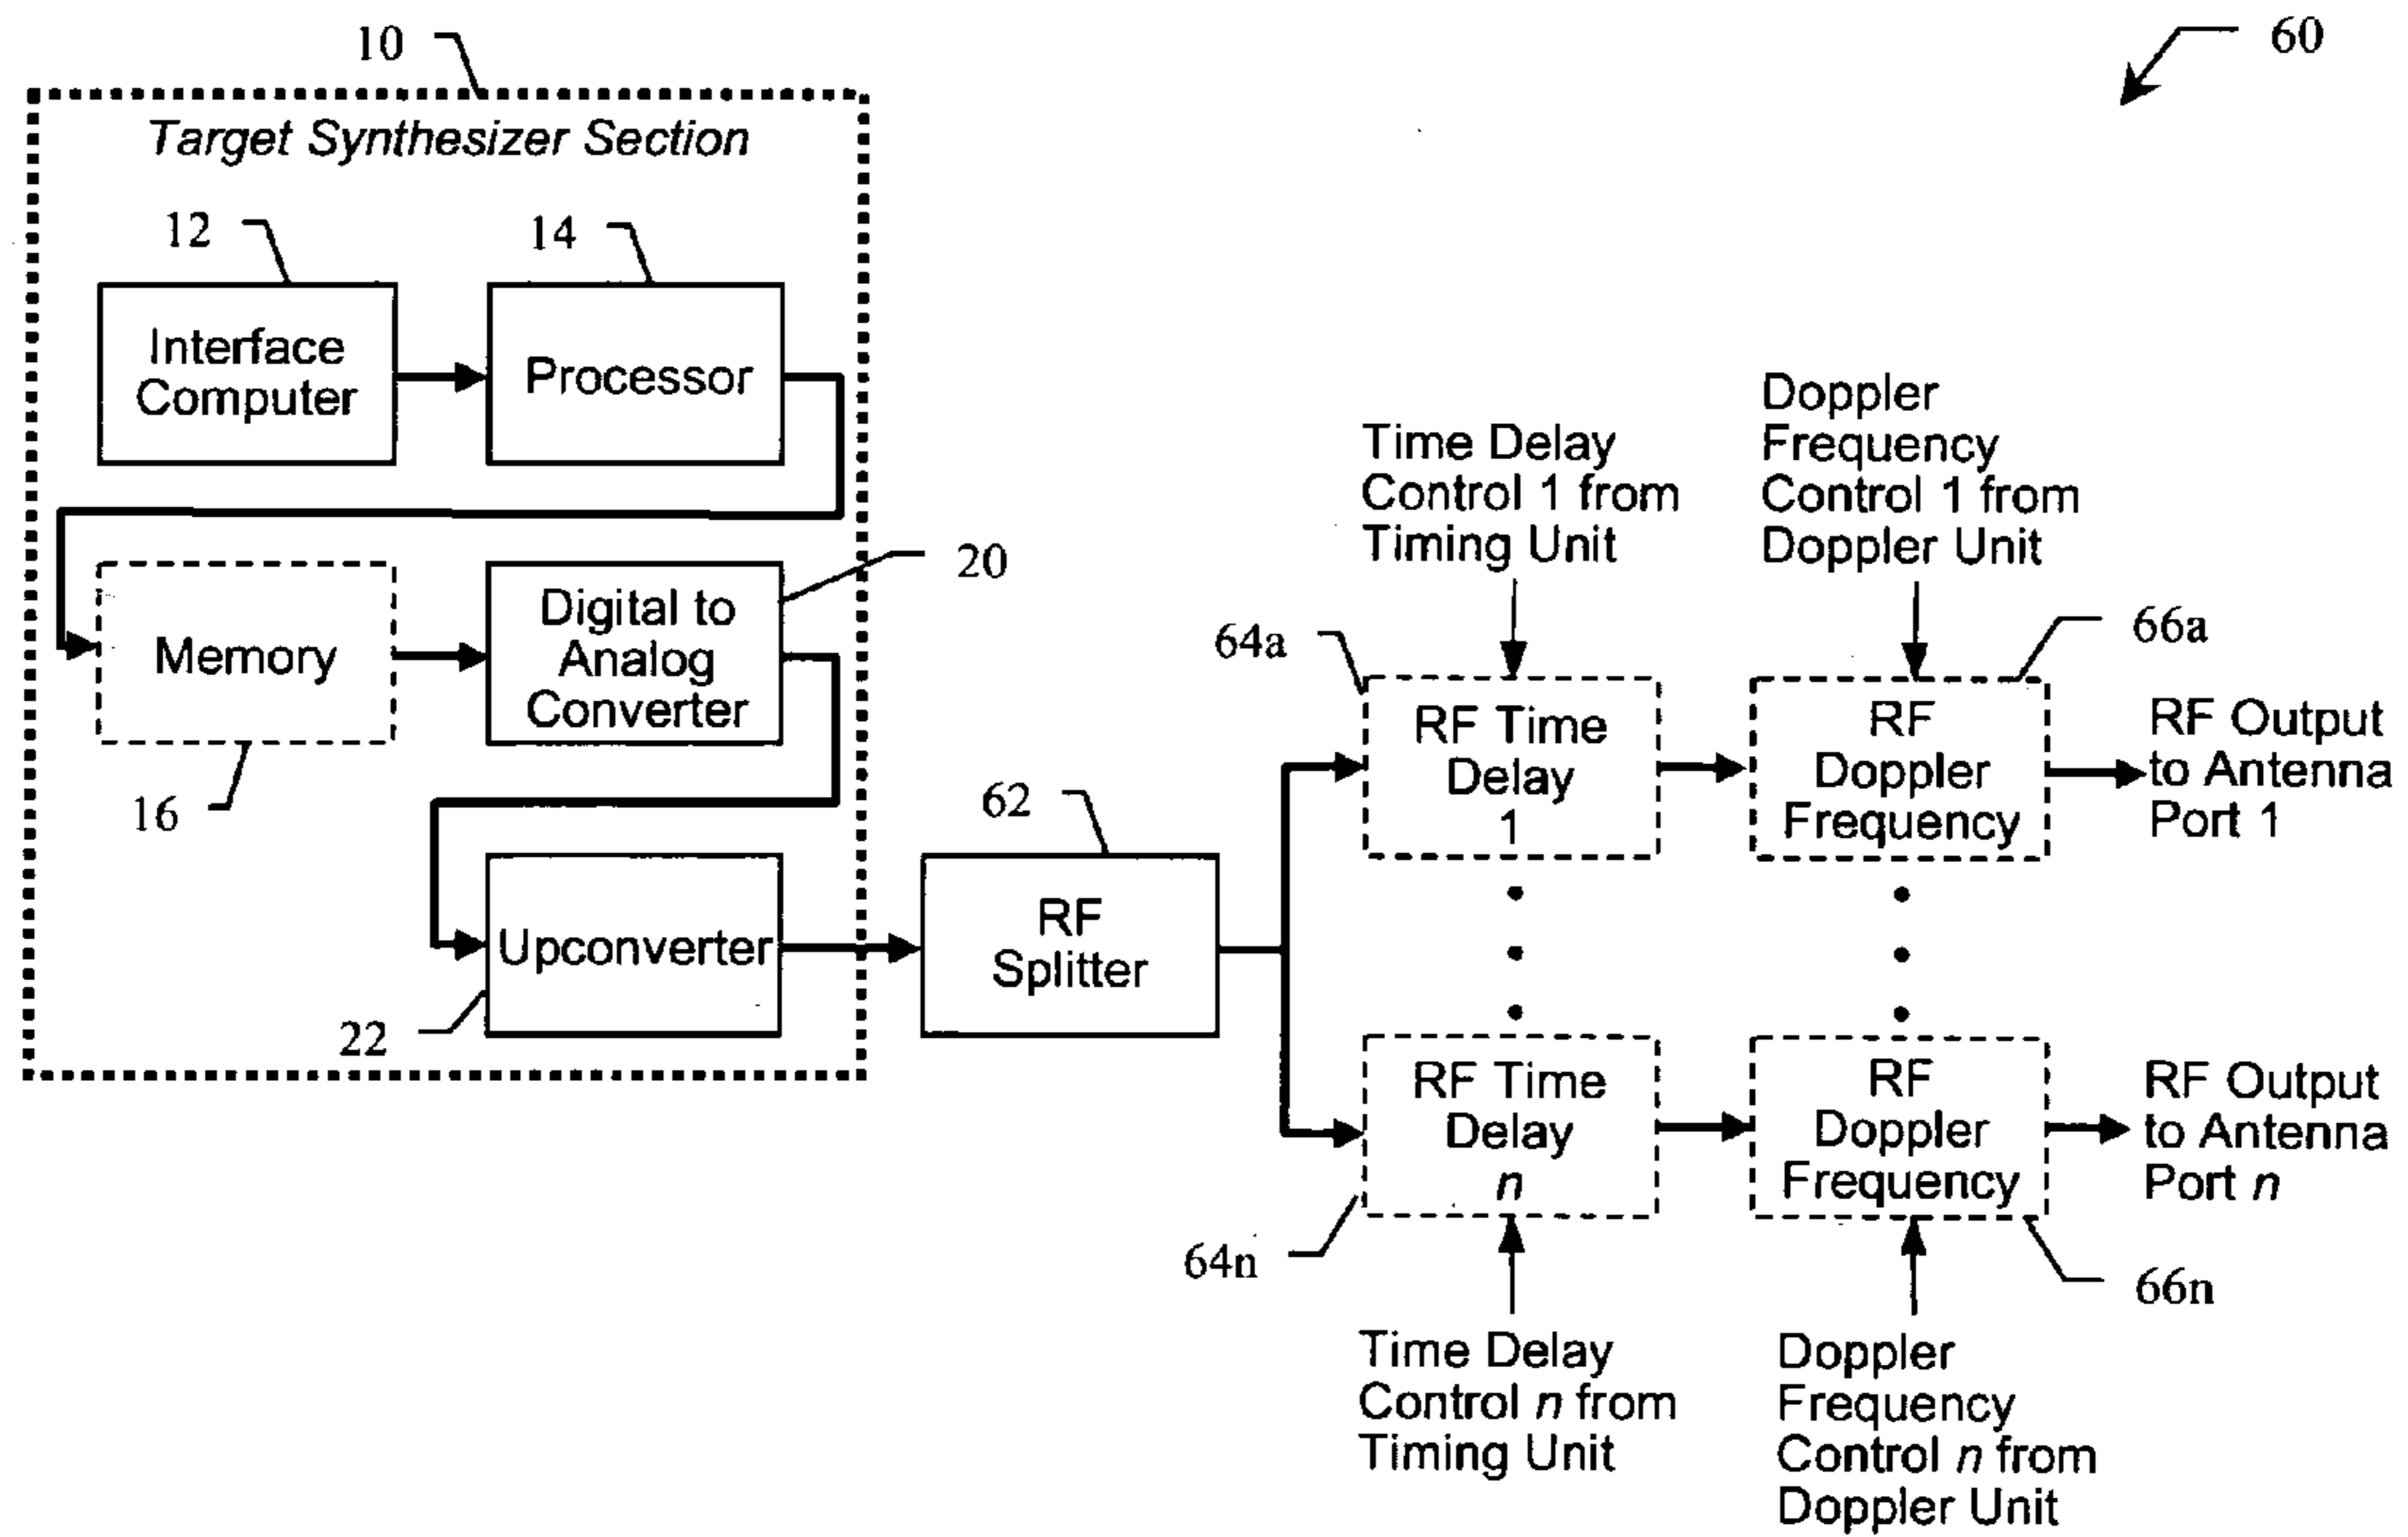 60
10
Target Synthesizer Section
12
14
Interface
Computer
Processor
Memory
16
Digital to
Analog
Converter
20
Upconverter
22
62
RF
Splitter
Time Delay
Control 1 from
Timing Unit
Doppler
Frequency
Control 1 from
Doppler Unit
64a
RF Time
Delay
1
66a
RF
Doppler
Frequency
RF Output
to Antenna
Port 1
RF Time
Delay
n
64n
RF
Doppler
Frequency
66n
RF Output
to Antenna
Port n
Time Delay
Control n from
Timing Unit
Doppler
Frequency
Control n from
Doppler Unit